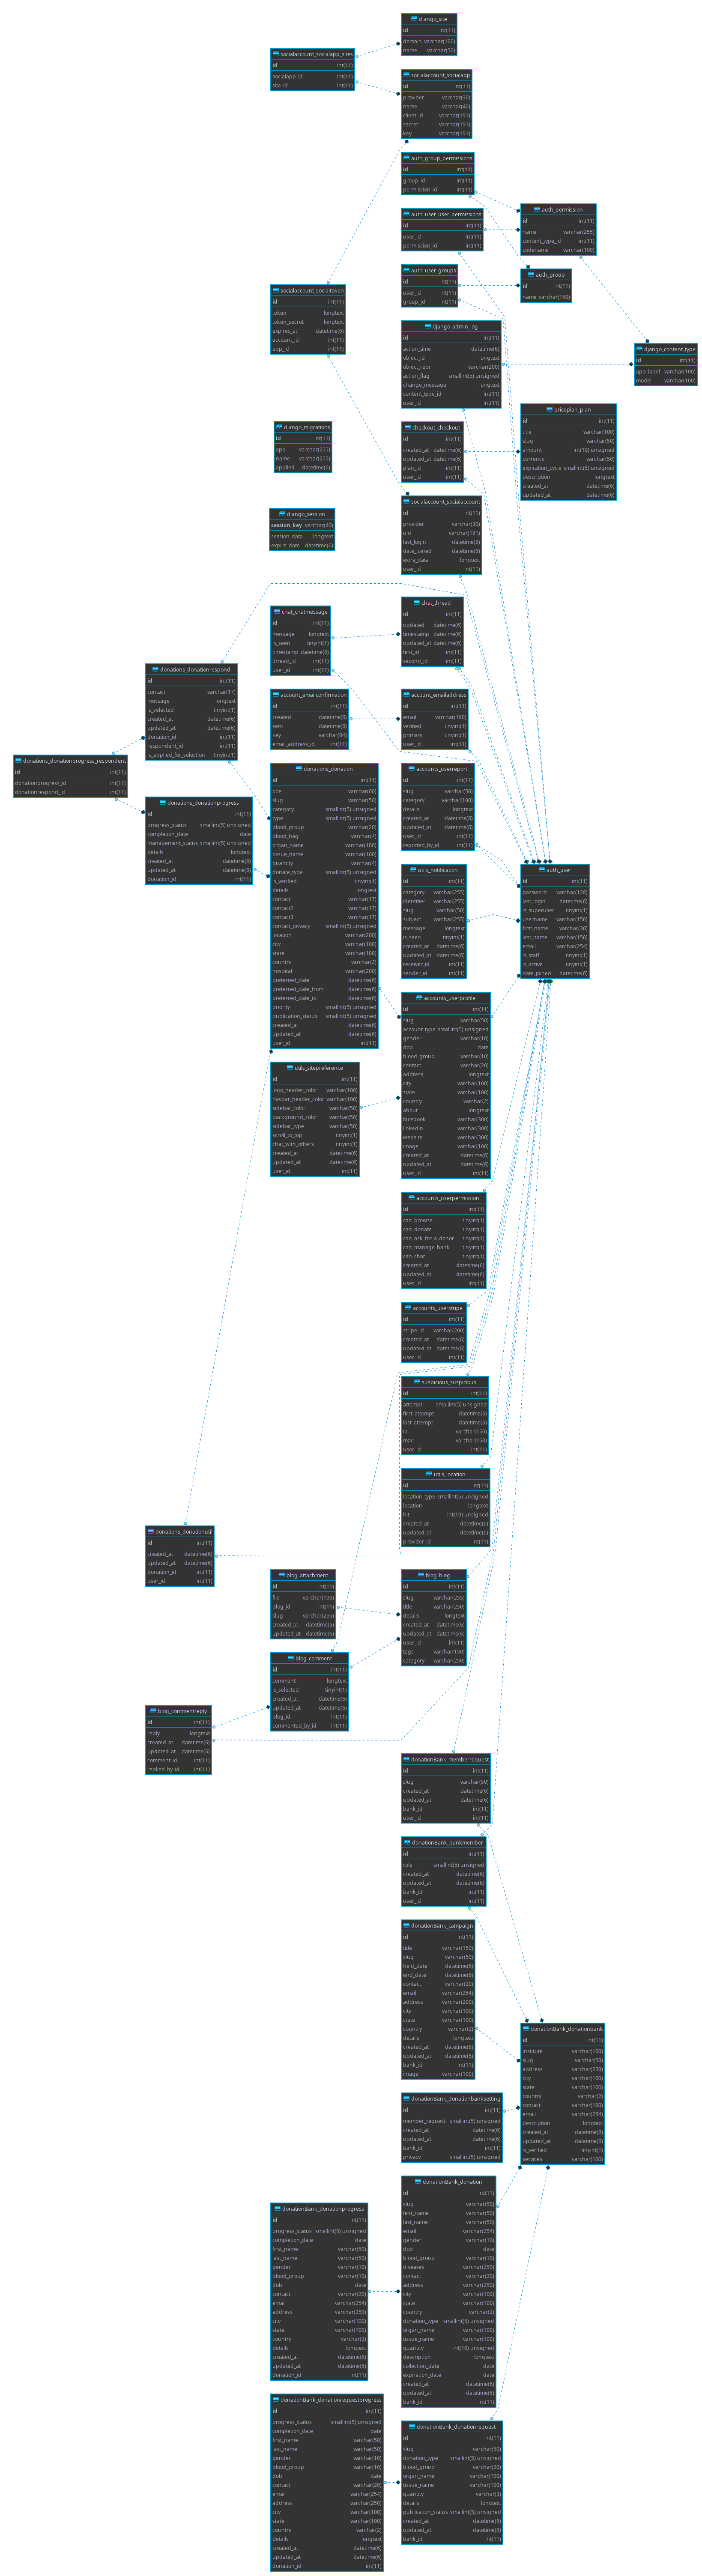 django_site
id int(11)
domain varchar(100)
name varchar(50)
socialaccount_socialapp_sites
id int(11)
socialapp_id int(11)
site_id int(11)
socialaccount_socialapp
id int(11)
provider varchar(30)
name varchar(40)
client_id varchar(191)
secret varchar(191)
key varchar(191)
auth_group_permissions
id int(11)
group_id int(11)
permission_id int(11)
auth_permission
id int(11)
name varchar(255)
content_type_id int(11)
codename varchar(100)
auth_user_user_permissions
id int(11)
user_id int(11)
permission_id int(11)
auth_user_groups
id int(11)
user_id int(11)
group_id int(11)
auth_group
id int(11)
name varchar(150)
socialaccount_socialtoken
id int(11)
token longtext
token_secret longtext
expires_at datetime(6)
account_id int(11)
app_id int(11)
django_admin_log
id int(11)
action_time datetime(6)
object_id longtext
object_repr varchar(200)
action_flag smallint(5) unsigned
change_message longtext
content_type_id int(11)
user_id int(11)
django_content_type
id int(11)
app_label varchar(100)
model varchar(100)
django_migrations
id int(11)
app varchar(255)
name varchar(255)
applied datetime(6)
checkout_checkout
id int(11)
created_at datetime(6)
updated_at datetime(6)
plan_id int(11)
user_id int(11)
priceplan_plan
id int(11)
title varchar(100)
slug varchar(50)
amount int(10) unsigned
currency varchar(50)
expiration_cycle smallint(5) unsigned
description longtext
created_at datetime(6)
updated_at datetime(6)
django_session
session_key varchar(40)
session_data longtext
expire_date datetime(6)
socialaccount_socialaccount
id int(11)
provider varchar(30)
uid varchar(191)
last_login datetime(6)
date_joined datetime(6)
extra_data longtext
user_id int(11)
chat_chatmessage
id int(11)
message longtext
is_seen tinyint(1)
timestamp datetime(6)
thread_id int(11)
user_id int(11)
chat_thread
id int(11)
updated datetime(6)
timestamp datetime(6)
updated_at datetime(6)
first_id int(11)
second_id int(11)
donations_donationrespond
id int(11)
contact varchar(17)
message longtext
is_selected tinyint(1)
created_at datetime(6)
updated_at datetime(6)
donation_id int(11)
respondent_id int(11)
is_applied_for_selection tinyint(1)
account_emailconfirmation
id int(11)
created datetime(6)
sent datetime(6)
key varchar(64)
email_address_id int(11)
account_emailaddress
id int(11)
email varchar(190)
verified tinyint(1)
primary tinyint(1)
user_id int(11)
donations_donationprogress_respondent
id int(11)
donationprogress_id int(11)
donationrespond_id int(11)
donations_donationprogress
id int(11)
progress_status smallint(5) unsigned
completion_date date
management_status smallint(5) unsigned
details longtext
created_at datetime(6)
updated_at datetime(6)
donation_id int(11)
donations_donation
id int(11)
title varchar(60)
slug varchar(50)
category smallint(5) unsigned
type smallint(5) unsigned
blood_group varchar(20)
blood_bag varchar(4)
organ_name varchar(100)
tissue_name varchar(100)
quantity varchar(4)
donate_type smallint(5) unsigned
is_verified tinyint(1)
details longtext
contact varchar(17)
contact2 varchar(17)
contact3 varchar(17)
contact_privacy smallint(5) unsigned
location varchar(200)
city varchar(100)
state varchar(100)
country varchar(2)
hospital varchar(200)
preferred_date datetime(6)
preferred_date_from datetime(6)
preferred_date_to datetime(6)
priority smallint(5) unsigned
publication_status smallint(5) unsigned
created_at datetime(6)
updated_at datetime(6)
user_id int(11)
accounts_userreport
id int(11)
slug varchar(50)
category varchar(100)
details longtext
created_at datetime(6)
updated_at datetime(6)
user_id int(11)
reported_by_id int(11)
utils_notification
id int(11)
category varchar(255)
identifier varchar(255)
slug varchar(50)
subject varchar(255)
message longtext
is_seen tinyint(1)
created_at datetime(6)
updated_at datetime(6)
receiver_id int(11)
sender_id int(11)
auth_user
id int(11)
password varchar(128)
last_login datetime(6)
is_superuser tinyint(1)
username varchar(150)
first_name varchar(30)
last_name varchar(150)
email varchar(254)
is_staff tinyint(1)
is_active tinyint(1)
date_joined datetime(6)
accounts_userprofile
id int(11)
slug varchar(50)
account_type smallint(5) unsigned
gender varchar(10)
dob date
blood_group varchar(10)
contact varchar(20)
address longtext
city varchar(100)
state varchar(100)
country varchar(2)
about longtext
facebook varchar(300)
linkedin varchar(300)
website varchar(300)
image varchar(100)
created_at datetime(6)
updated_at datetime(6)
user_id int(11)
utils_sitepreference
id int(11)
logo_header_color varchar(100)
navbar_header_color varchar(100)
sidebar_color varchar(50)
background_color varchar(50)
sidebar_type varchar(50)
scroll_to_top tinyint(1)
chat_with_others tinyint(1)
created_at datetime(6)
updated_at datetime(6)
user_id int(11)
accounts_userpermission
id int(11)
can_browse tinyint(1)
can_donate tinyint(1)
can_ask_for_a_donor tinyint(1)
can_manage_bank tinyint(1)
can_chat tinyint(1)
created_at datetime(6)
updated_at datetime(6)
user_id int(11)
accounts_userstripe
id int(11)
stripe_id varchar(200)
created_at datetime(6)
updated_at datetime(6)
user_id int(11)
suspicious_suspicious
id int(11)
attempt smallint(5) unsigned
first_attempt datetime(6)
last_attempt datetime(6)
ip varchar(150)
mac varchar(150)
user_id int(11)
utils_location
id int(11)
location_type smallint(5) unsigned
location longtext
hit int(10) unsigned
created_at datetime(6)
updated_at datetime(6)
provider_id int(11)
donations_donationutil
id int(11)
created_at datetime(6)
updated_at datetime(6)
donation_id int(11)
user_id int(11)
blog_attachment
id int(11)
file varchar(100)
blog_id int(11)
slug varchar(255)
created_at datetime(6)
updated_at datetime(6)
blog_blog
id int(11)
slug varchar(255)
title varchar(250)
details longtext
created_at datetime(6)
updated_at datetime(6)
user_id int(11)
tags varchar(150)
category varchar(250)
blog_comment
id int(11)
comment longtext
is_selected tinyint(1)
created_at datetime(6)
updated_at datetime(6)
blog_id int(11)
commented_by_id int(11)
blog_commentreply
id int(11)
reply longtext
created_at datetime(6)
updated_at datetime(6)
comment_id int(11)
replied_by_id int(11)
donationBank_memberrequest
id int(11)
slug varchar(50)
created_at datetime(6)
updated_at datetime(6)
bank_id int(11)
user_id int(11)
donationBank_bankmember
id int(11)
role smallint(5) unsigned
created_at datetime(6)
updated_at datetime(6)
bank_id int(11)
user_id int(11)
donationBank_campaign
id int(11)
title varchar(150)
slug varchar(50)
held_date datetime(6)
end_date datetime(6)
contact varchar(20)
email varchar(254)
address varchar(200)
city varchar(100)
state varchar(100)
country varchar(2)
details longtext
created_at datetime(6)
updated_at datetime(6)
bank_id int(11)
image varchar(100)
donationBank_donationbank
id int(11)
institute varchar(100)
slug varchar(50)
address varchar(250)
city varchar(100)
state varchar(100)
country varchar(2)
contact varchar(100)
email varchar(254)
description longtext
created_at datetime(6)
updated_at datetime(6)
is_verified tinyint(1)
services varchar(100)
donationBank_donationbanksetting
id int(11)
member_request smallint(5) unsigned
created_at datetime(6)
updated_at datetime(6)
bank_id int(11)
privacy smallint(5) unsigned
donationBank_donation
id int(11)
slug varchar(50)
first_name varchar(50)
last_name varchar(50)
email varchar(254)
gender varchar(10)
dob date
blood_group varchar(10)
diseases varchar(250)
contact varchar(20)
address varchar(250)
city varchar(100)
state varchar(100)
country varchar(2)
donation_type smallint(5) unsigned
organ_name varchar(100)
tissue_name varchar(100)
quantity int(10) unsigned
description longtext
collection_date date
expiration_date date
created_at datetime(6)
updated_at datetime(6)
bank_id int(11)
donationBank_donationprogress
id int(11)
progress_status smallint(5) unsigned
completion_date date
first_name varchar(50)
last_name varchar(50)
gender varchar(10)
blood_group varchar(10)
dob date
contact varchar(20)
email varchar(254)
address varchar(250)
city varchar(100)
state varchar(100)
country varchar(2)
details longtext
created_at datetime(6)
updated_at datetime(6)
donation_id int(11)
donationBank_donationrequestprogress
id int(11)
progress_status smallint(5) unsigned
completion_date date
first_name varchar(50)
last_name varchar(50)
gender varchar(10)
blood_group varchar(10)
dob date
contact varchar(20)
email varchar(254)
address varchar(250)
city varchar(100)
state varchar(100)
country varchar(2)
details longtext
created_at datetime(6)
updated_at datetime(6)
donation_id int(11)
donationBank_donationrequest
id int(11)
slug varchar(50)
donation_type smallint(5) unsigned
blood_group varchar(20)
organ_name varchar(100)
tissue_name varchar(100)
quantity varchar(3)
details longtext
publication_status smallint(5) unsigned
created_at datetime(6)
updated_at datetime(6)
bank_id int(11)